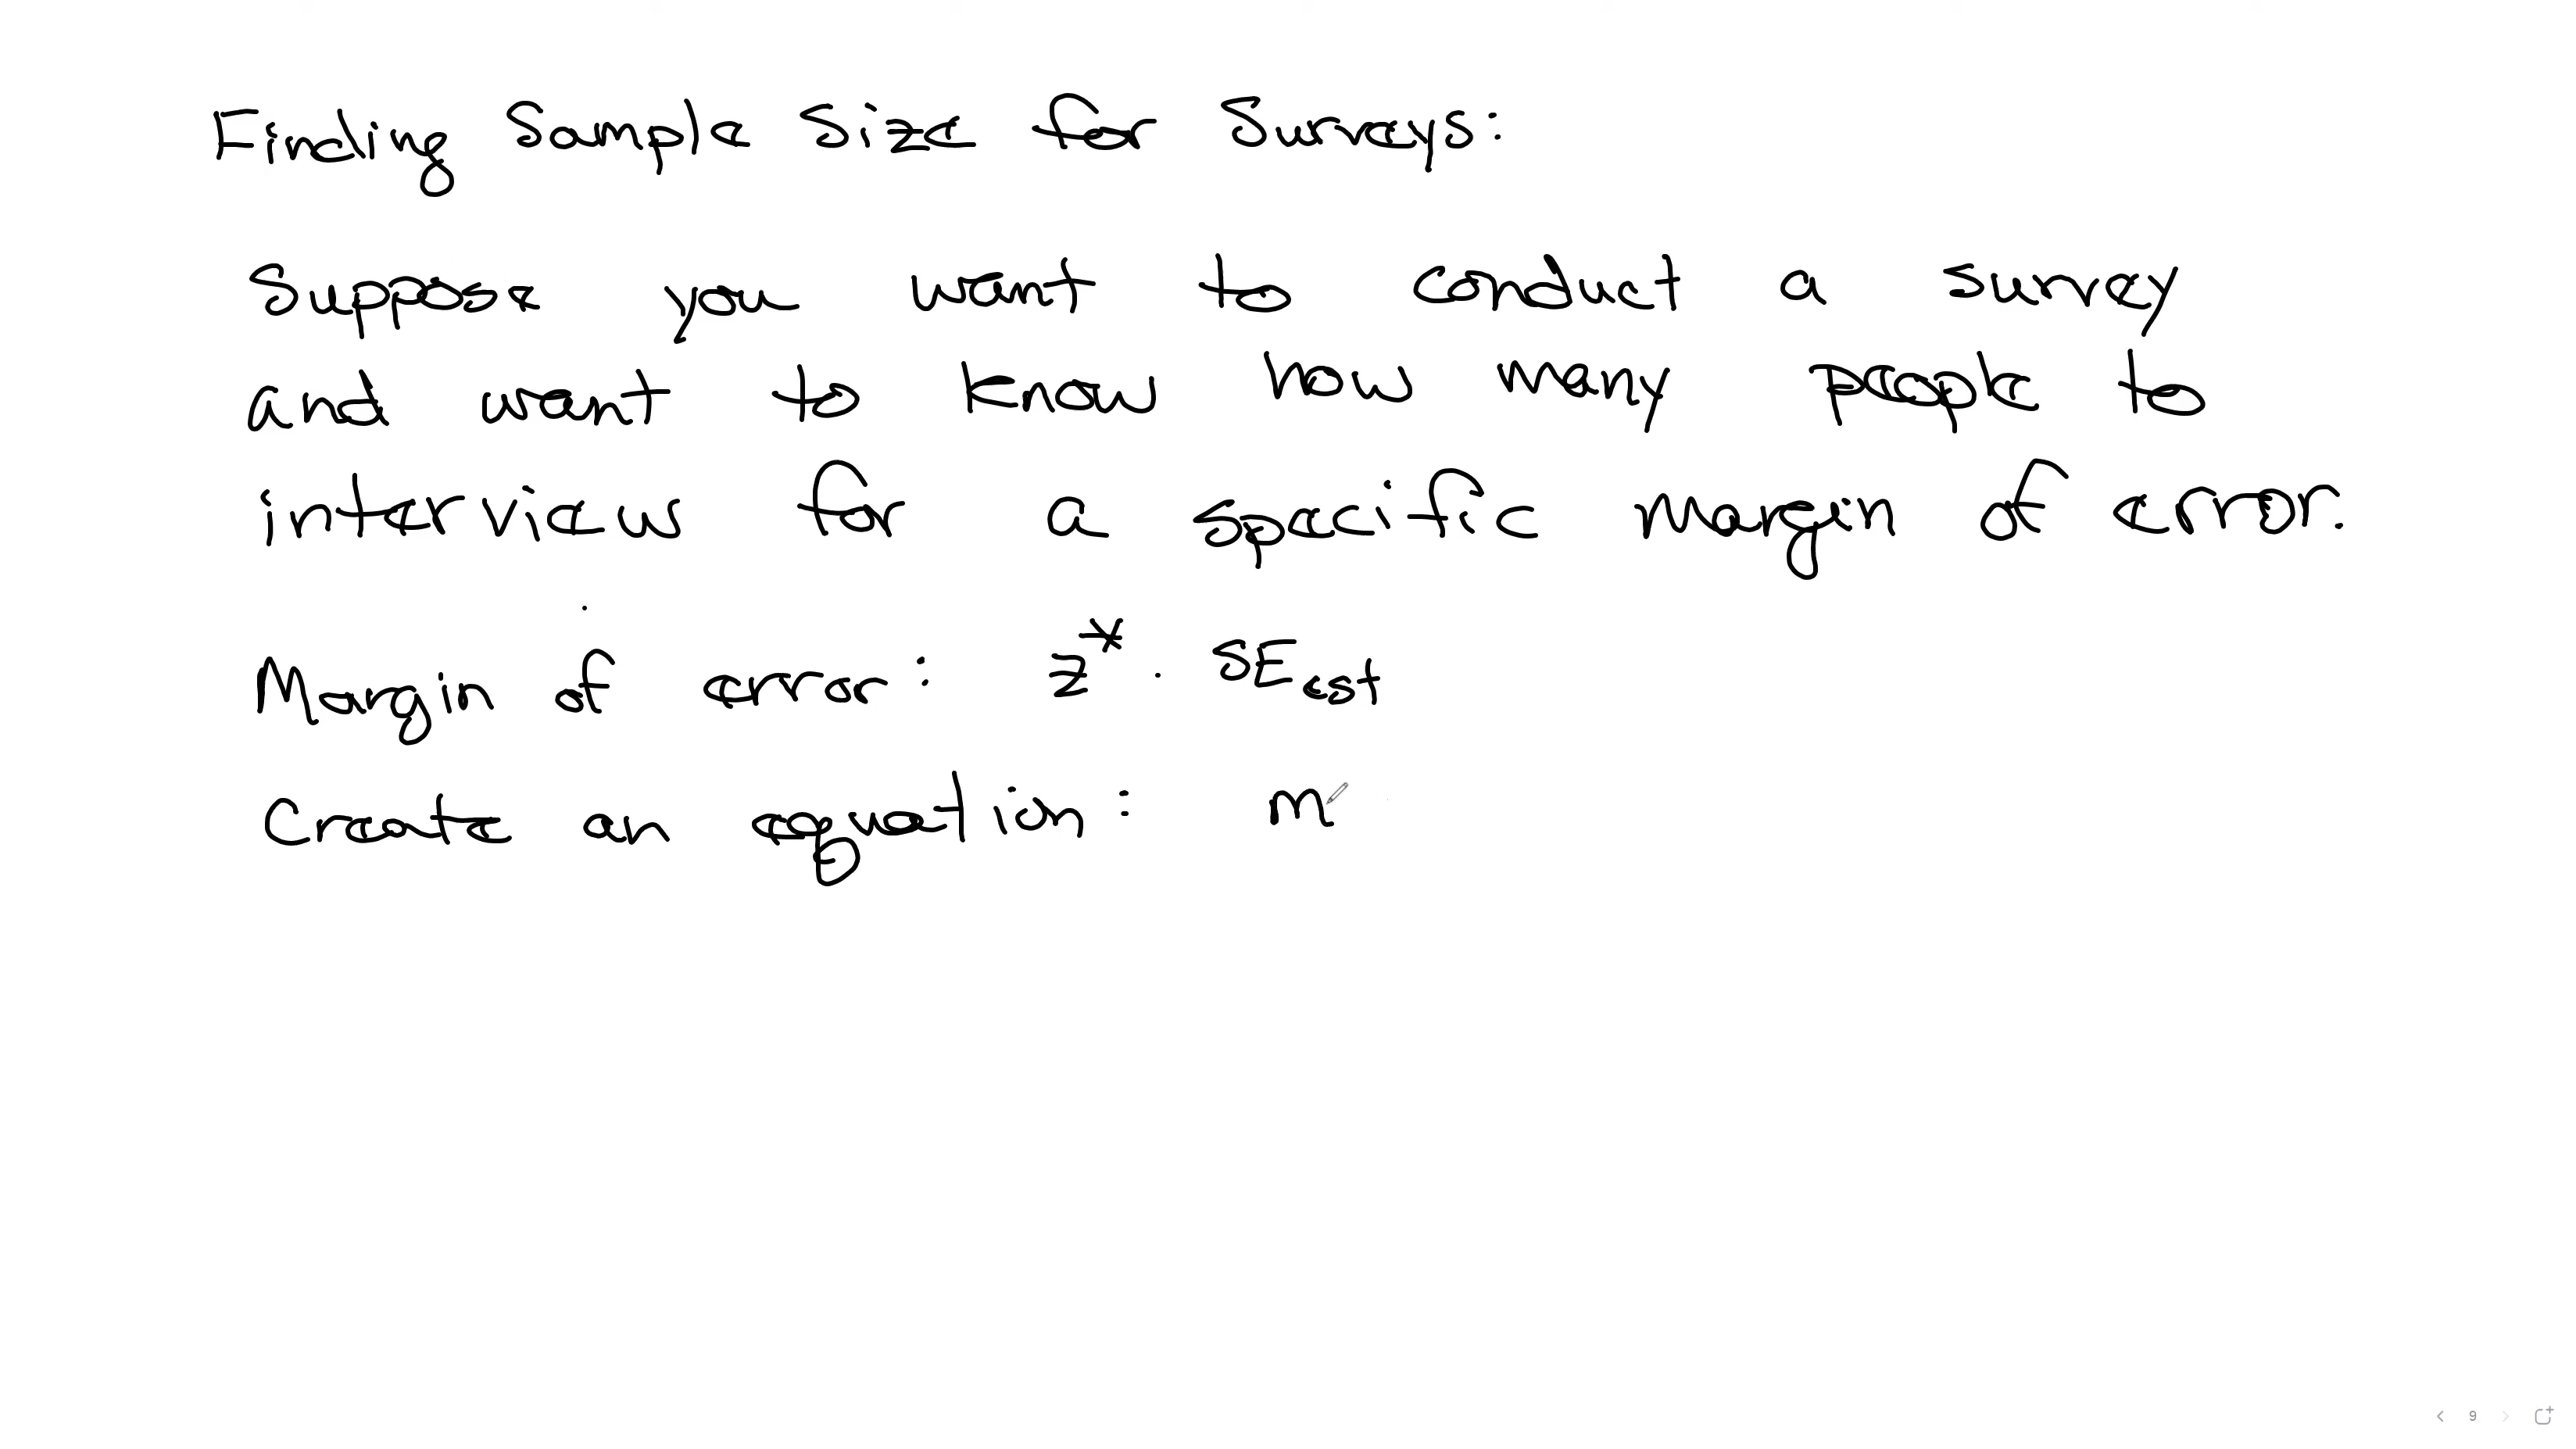 Finding Sample Size for Surveys:
Suppose you want to conduct a survey
and want to know how many people to
interview for a specific margin of error.
Margin of error: z* · SEest
Create an equation: m
9